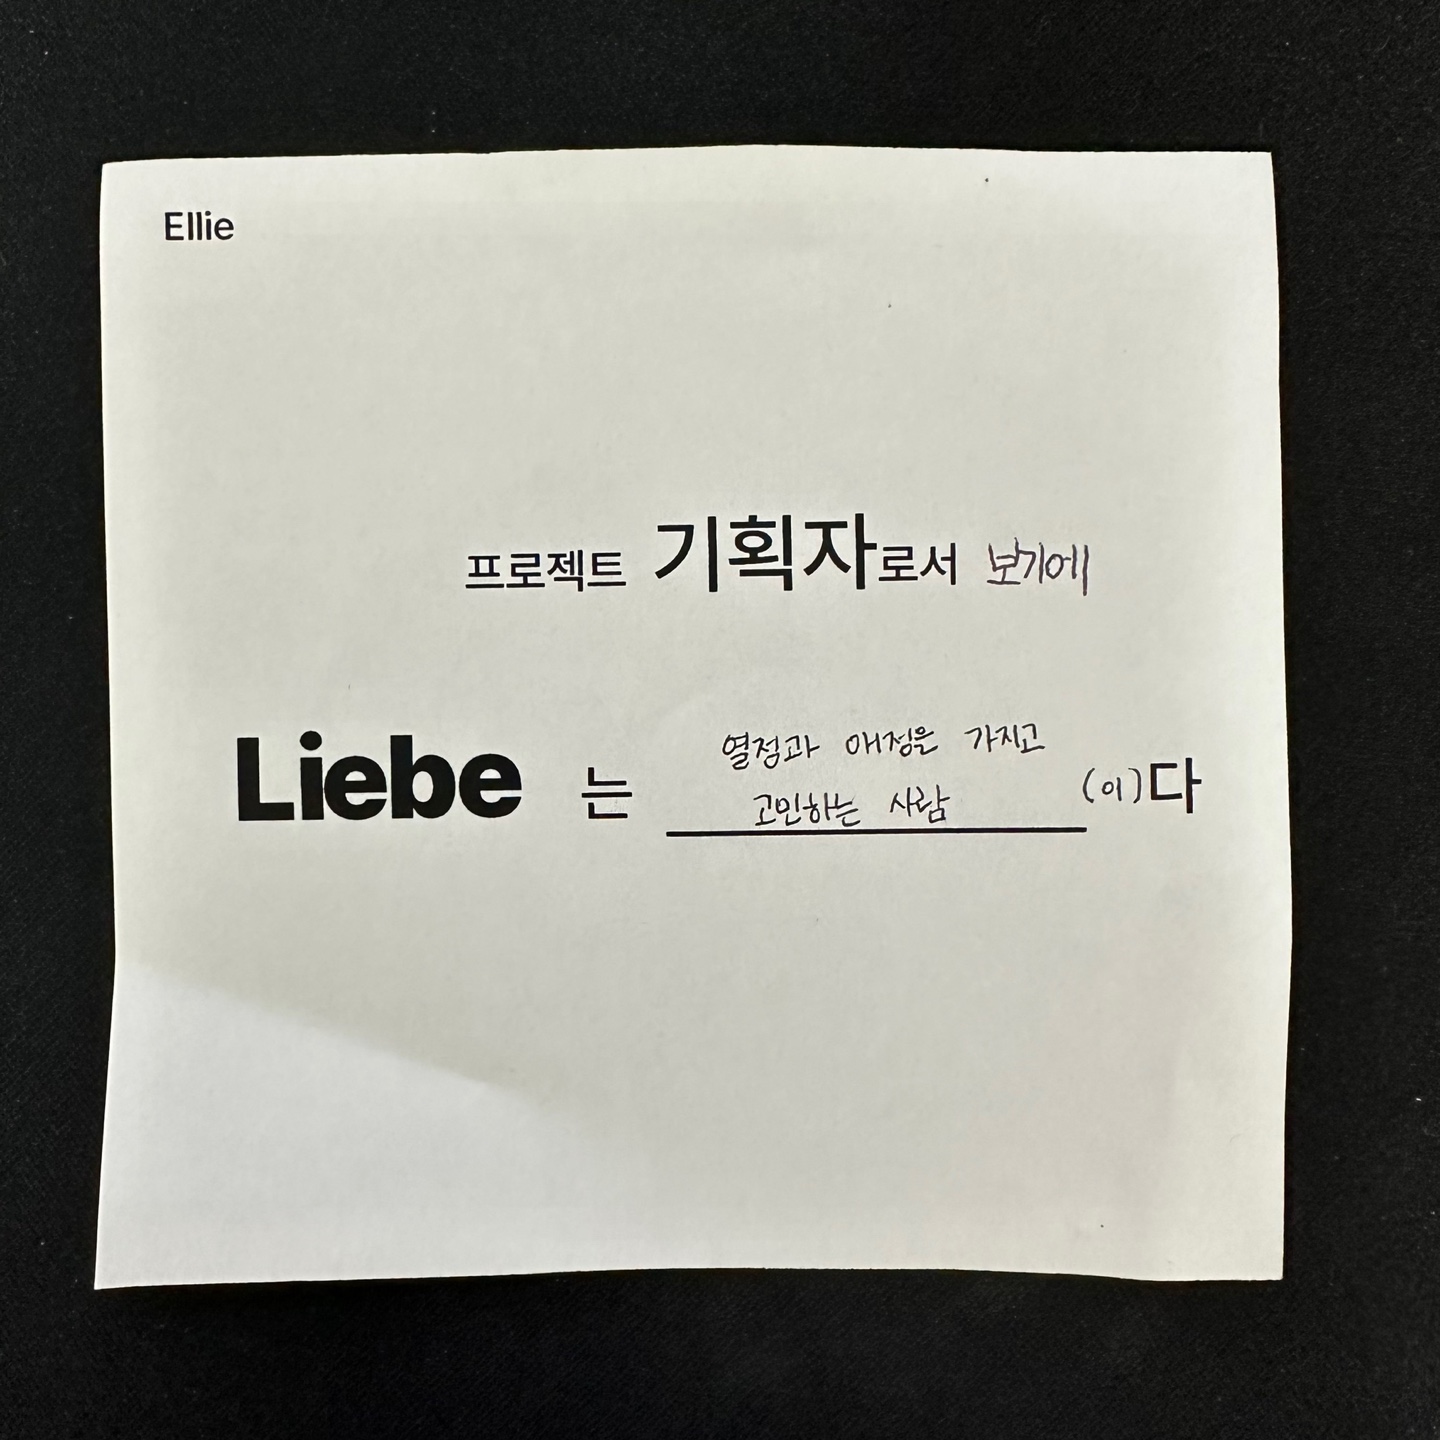 Ellie
프로젝트 기획자로서 보기에
열정과 애정을 가지고
Liebe 는 고민하는 사람 (이)다